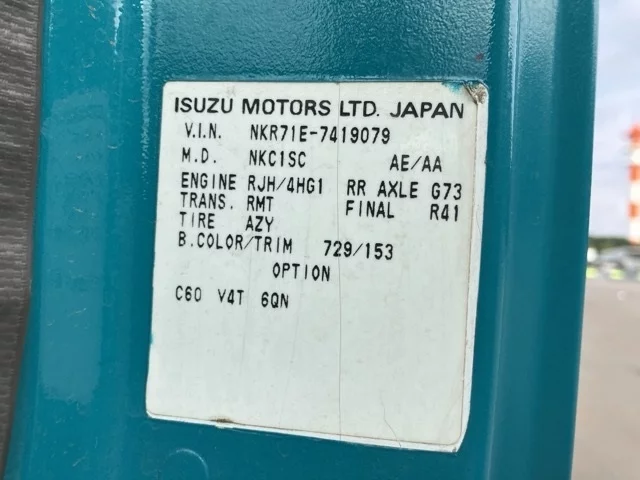 ISUZU MOTORS LTD. JAPAN
V.I.N. NKR71E-7419079
M.D. NKC1SC AE/AA
ENGINE RJH/4HG1 RR AXLE G73
TRANS. RMT FINAL R41
TIRE AZY
B.COLOR/TRIM 729/153
OPTION
C60 V4T 6QN